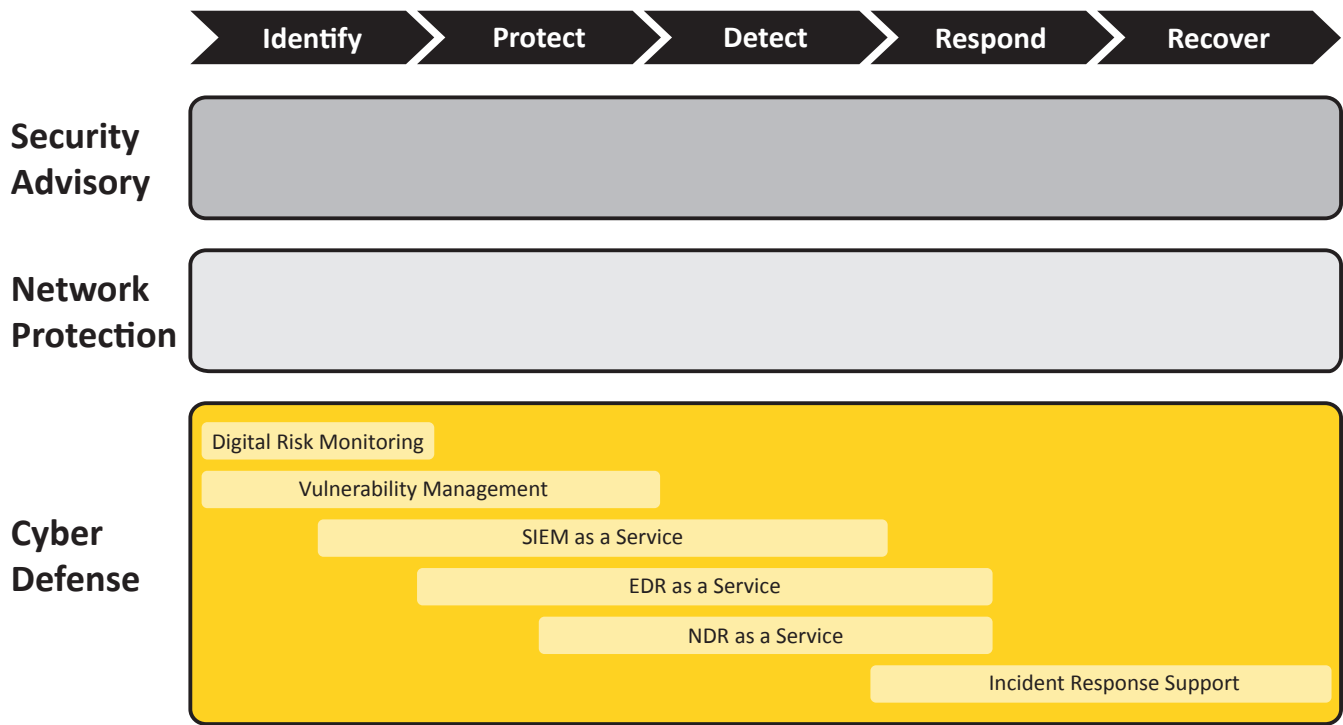 Identify Protect Detect Respond Recover
Security
Advisory
Network
Protection
Cyber
Defense
Digital Risk Monitoring
Vulnerability Management
SIEM as a Service
EDR as a Service
NDR as a Service
Incident Response Support